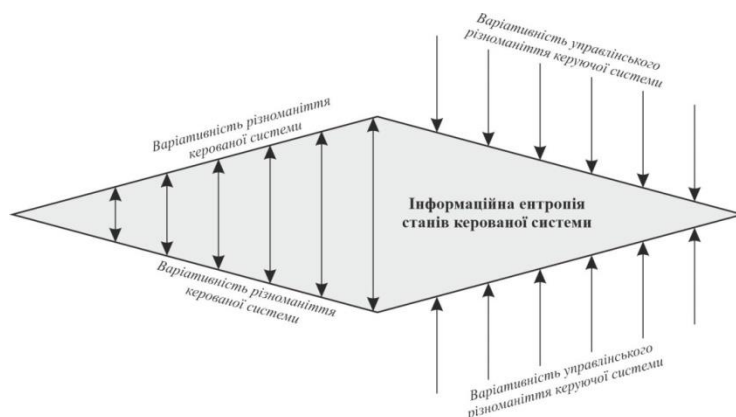 Варіативність управлінського
різноманіття керуючої системи
Варіативність різноманіття
керованої системи
Інформаційна ентропія
станів керованої системи
Варіативність різноманіття
керованої системи
Варіативність управлінського
різноманіття керуючої системи